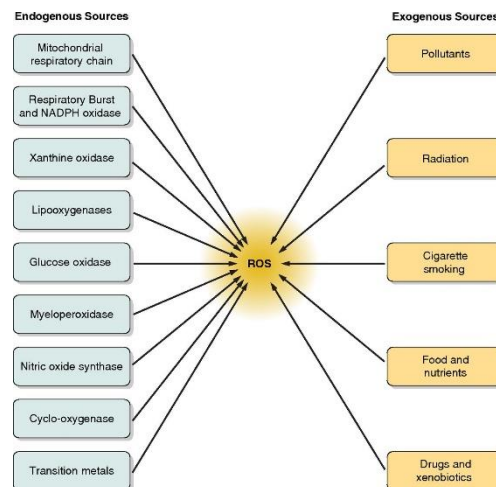 Endogenous Sources
Mitochondrial
respiratory chain
Respiratory Burst
and NADPH oxidase
Xanthine oxidase
Lipooxygenases
Glucose oxidase
Myeloperoxidase
Nitric oxide synthase
Cyclo-oxygenase
Transition metals
ROS
Exogenous Sources
Pollutants
Radiation
Cigarette
smoking
Food and
nutrients
Drugs and
xenobiotics